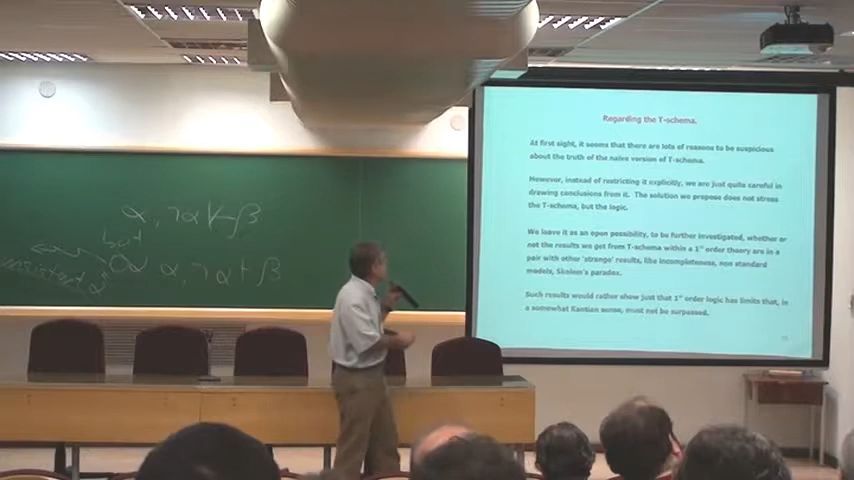 α, ¬α ⊬ β
but
oα, α, ¬α ⊢ β
Regarding the T-schema.
At first sight, it seems that there are lots of reasons to be suspicious
about the truth of the naïve version of T-schema.
However, instead of restricting it explicitly, we are just quite careful in
drawing conclusions from it. The solution we propose does not stress
the T-schema, but the logic.
We leave it as an open possibility, to be further investigated, whether or
not the results we get from T-schema within a 1st order theory are in a
pair with other 'strange' results, like incompleteness, non standard
models, Skolem's paradox.
Such results would rather show just that 1st order logic has limits that, in
a somewhat Kantian sense, must not be surpassed.